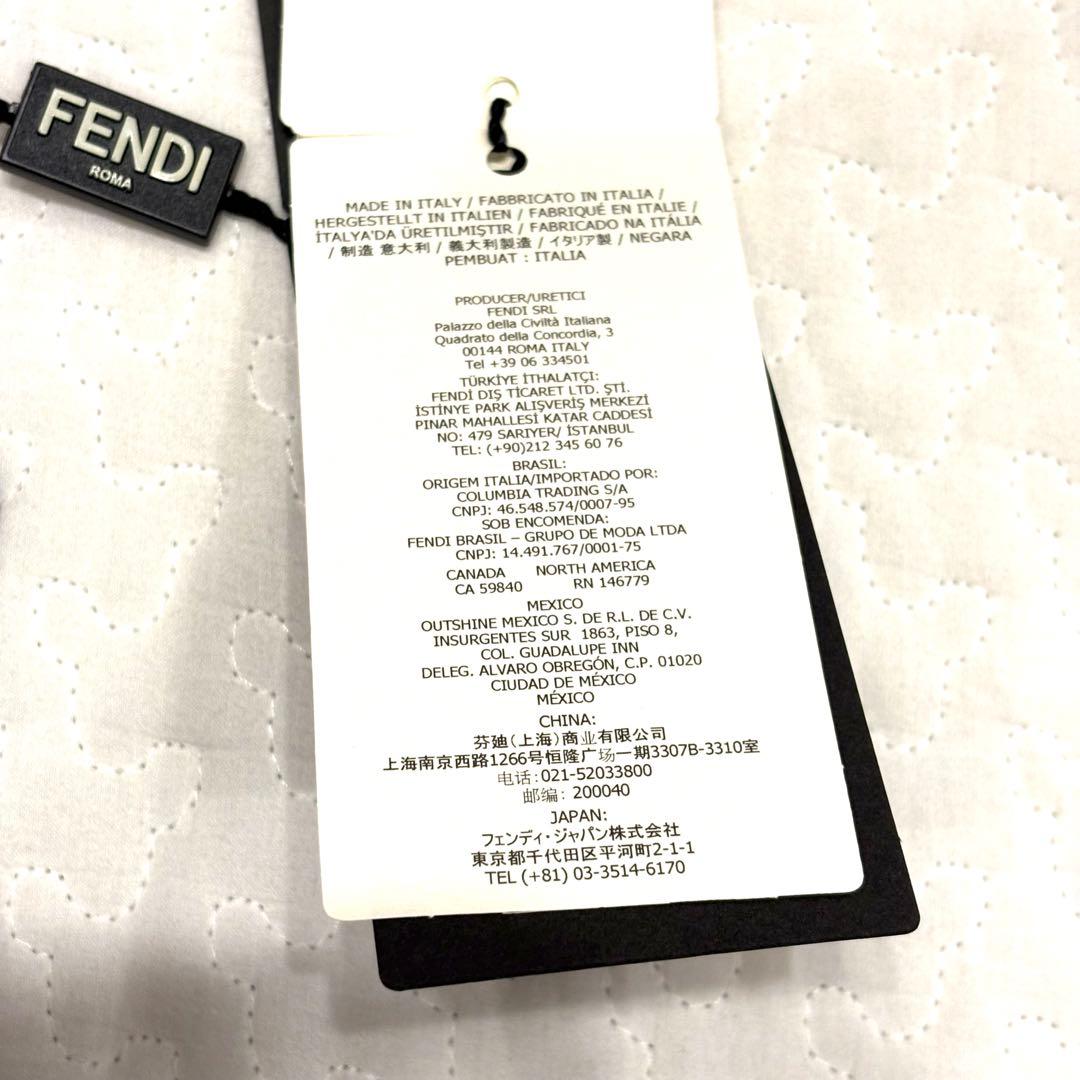 FENDI
ROMA
MADE IN ITALY / FABBRICATO IN ITALIA /
HERGESTELLT IN ITALIEN / FABRIQUÉ EN ITALIE /
İTALYA'DA ÜRETILMIŞTIR / FABRICADO NA ITÁLIA
/ 制造 意大利 / 義大利製造 / イタリア製 / NEGARA
PEMBUAT : ITALIA
PRODUCER/URETICI
FENDI SRL
Palazzo della Civiltà Italiana
Quadrato della Concordia, 3
00144 ROMA ITALY
Tel +39 06 334501
TÜRKİYE İTHALATÇI:
FENDİ DIŞ TİCARET LTD. ŞTİ.
İSTİNYE PARK ALIŞVERİŞ MERKEZİ
PINAR MAHALLESİ KATAR CADDESİ
NO: 479 SARIYER/ İSTANBUL
TEL: (+90)212 345 60 76
BRASIL:
ORIGEM ITALIA/IMPORTADO POR:
COLUMBIA TRADING S/A
CNPJ: 46.548.574/0007-95
SOB ENCOMENDA:
FENDI BRASIL – GRUPO DE MODA LTDA
CNPJ: 14.491.767/0001-75
CANADA NORTH AMERICA
CA 59840 RN 146779
MEXICO
OUTSHINE MEXICO S. DE R.L. DE C.V.
INSURGENTES SUR 1863, PISO 8,
COL. GUADALUPE INN
DELEG. ALVARO OBREGÓN, C.P. 01020
CIUDAD DE MÉXICO
MÉXICO
CHINA:
芬迪(上海)商业有限公司
上海南京西路1266号恒隆广场一期3307B-3310室
电话:021-52033800
邮编: 200040
JAPAN:
フェンディ・ジャパン株式会社
東京都千代田区平河町2-1-1
TEL (+81) 03-3514-6170